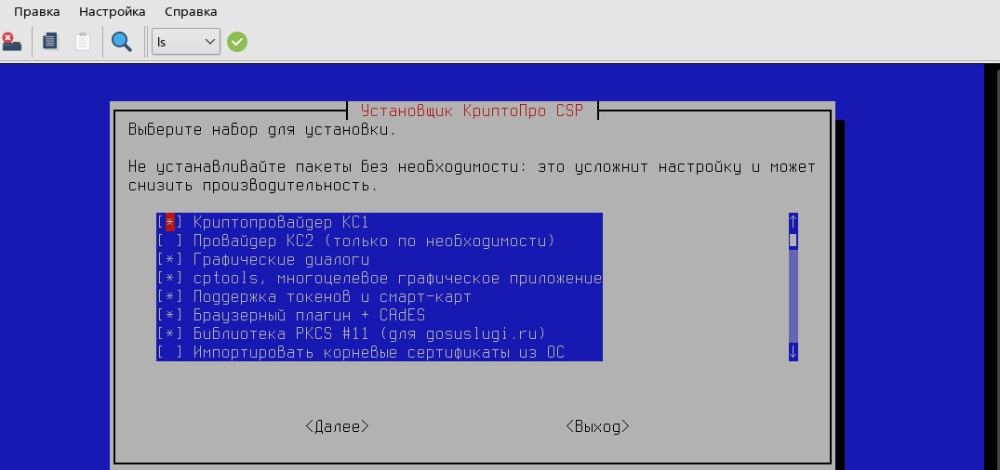 Правка Настройка Справка
ls
Установщик КриптоПро CSP
Выберите набор для установки.
Не устанавливайте пакеты без необходимости: это усложнит настройку и может
снизить производительность.
[*] Криптопровайдер КС1
[ ] Провайдер КС2 (только по необходимости)
[*] Графические диалоги
[*] cptools, многоцелевое графическое приложение
[*] Поддержка токенов и смарт-карт
[*] Браузерный плагин + CAdES
[*] Библиотека PKCS #11 (для gosuslugi.ru)
[ ] Импортировать корневые сертификаты из ОС
<Далее> <Выход>